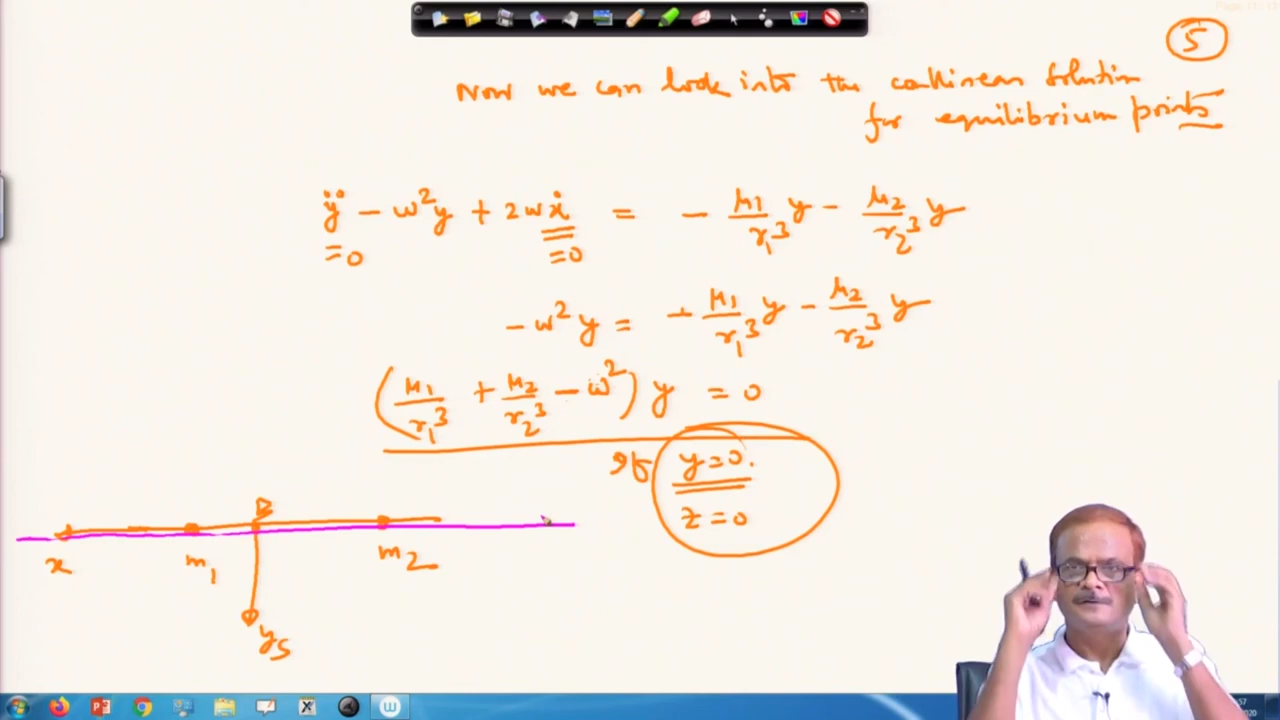 5
Now we can look into the collinear solution
for equilibrium points
ÿ − ω²y + 2ωẋ = − μ1/r1³ y − μ2/r2³ y
=0 =0
−ω²y = − μ1/r1³ y − μ2/r2³ y
(μ1/r1³ + μ2/r2³ − ω²) y = 0
If y=0.
z=0
B
x m1 m2
ys